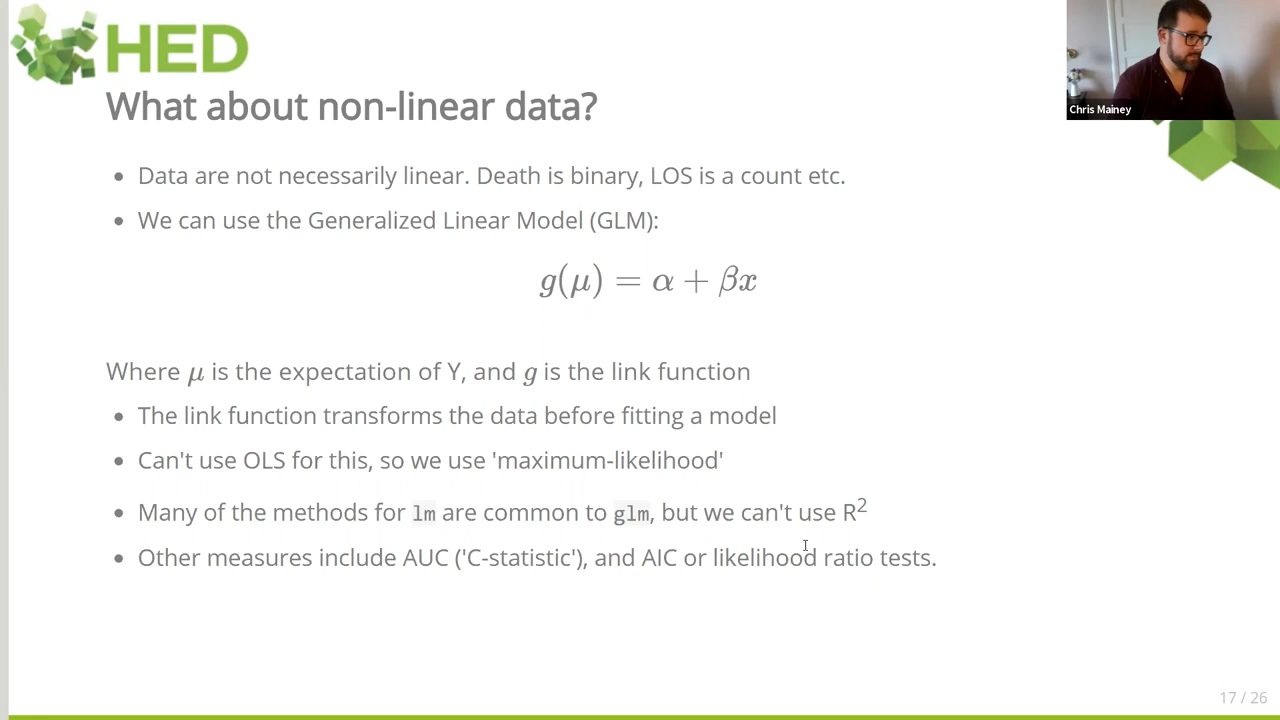 HED
What about non-linear data?
Chris Mainey
• Data are not necessarily linear. Death is binary, LOS is a count etc.
• We can use the Generalized Linear Model (GLM):
g(μ) = α + βx
Where μ is the expectation of Y, and g is the link function
• The link function transforms the data before fitting a model
• Can't use OLS for this, so we use 'maximum-likelihood'
• Many of the methods for lm are common to glm, but we can't use R²
• Other measures include AUC ('C-statistic'), and AIC or likelihood ratio tests.
17 / 26